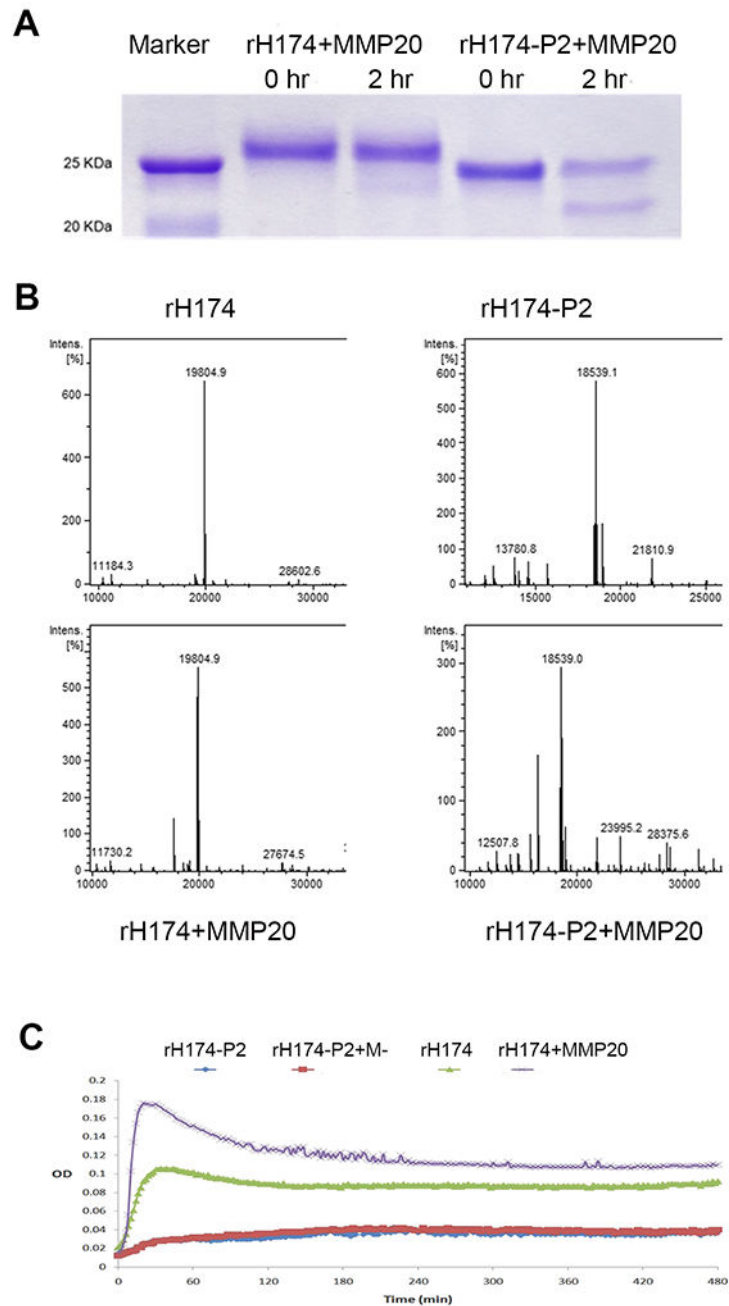 A
Marker rH174+MMP20 rH174-P2+MMP20
0 hr 2 hr 0 hr 2 hr
25 KDa
20 KDa
B
rH174 rH174-P2
Intens.
[%]
19804.9
600
400
200
0
11184.3
28602.6
10000 20000 30000
Intens.
[%]
18539.1
600
500
400
300
200
100
0
13780.8
21810.9
15000 20000 25000
Intens.
[%]
19804.9
500
400
300
200
100
0
11730.2
27674.5
10000 20000 30000
Intens.
[%]
18539.0
300
200
100
0
12507.8
23995.2
28375.6
10000 20000 30000
rH174+MMP20 rH174-P2+MMP20
C
rH174-P2 rH174-P2+M- rH174 rH174+MMP20
0.2
0.18
0.16
0.14
0.12
OD
0.1
0.08
0.06
0.04
0.02
0
0 60 120 180 240 300 360 420 480
Time (min)